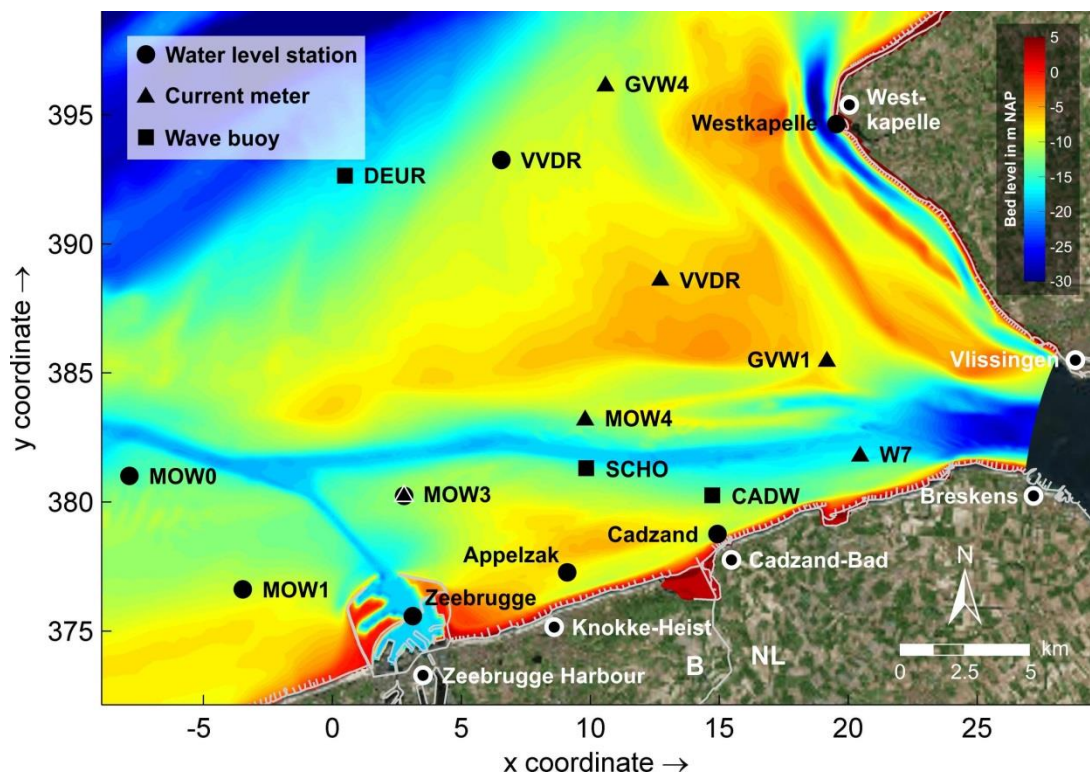 Water level station
Current meter
Wave buoy
GVW4
VVDR
DEUR
Westkapelle
West-
kapelle
5
0
-5
-10
-15
-20
-25
-30
Bed level in m NAP
395
390
385
380
375
y coordinate →
VVDR
GVW1
Vlissingen
MOW4
MOW0
SCHO
W7
MOW3
CADW
Breskens
Cadzand
Appelzak
Cadzand-Bad
MOW1
Zeebrugge
Knokke-Heist
Zeebrugge Harbour
B
NL
N
km
0
2.5
5
-5
0
5
10
15
20
25
x coordinate →